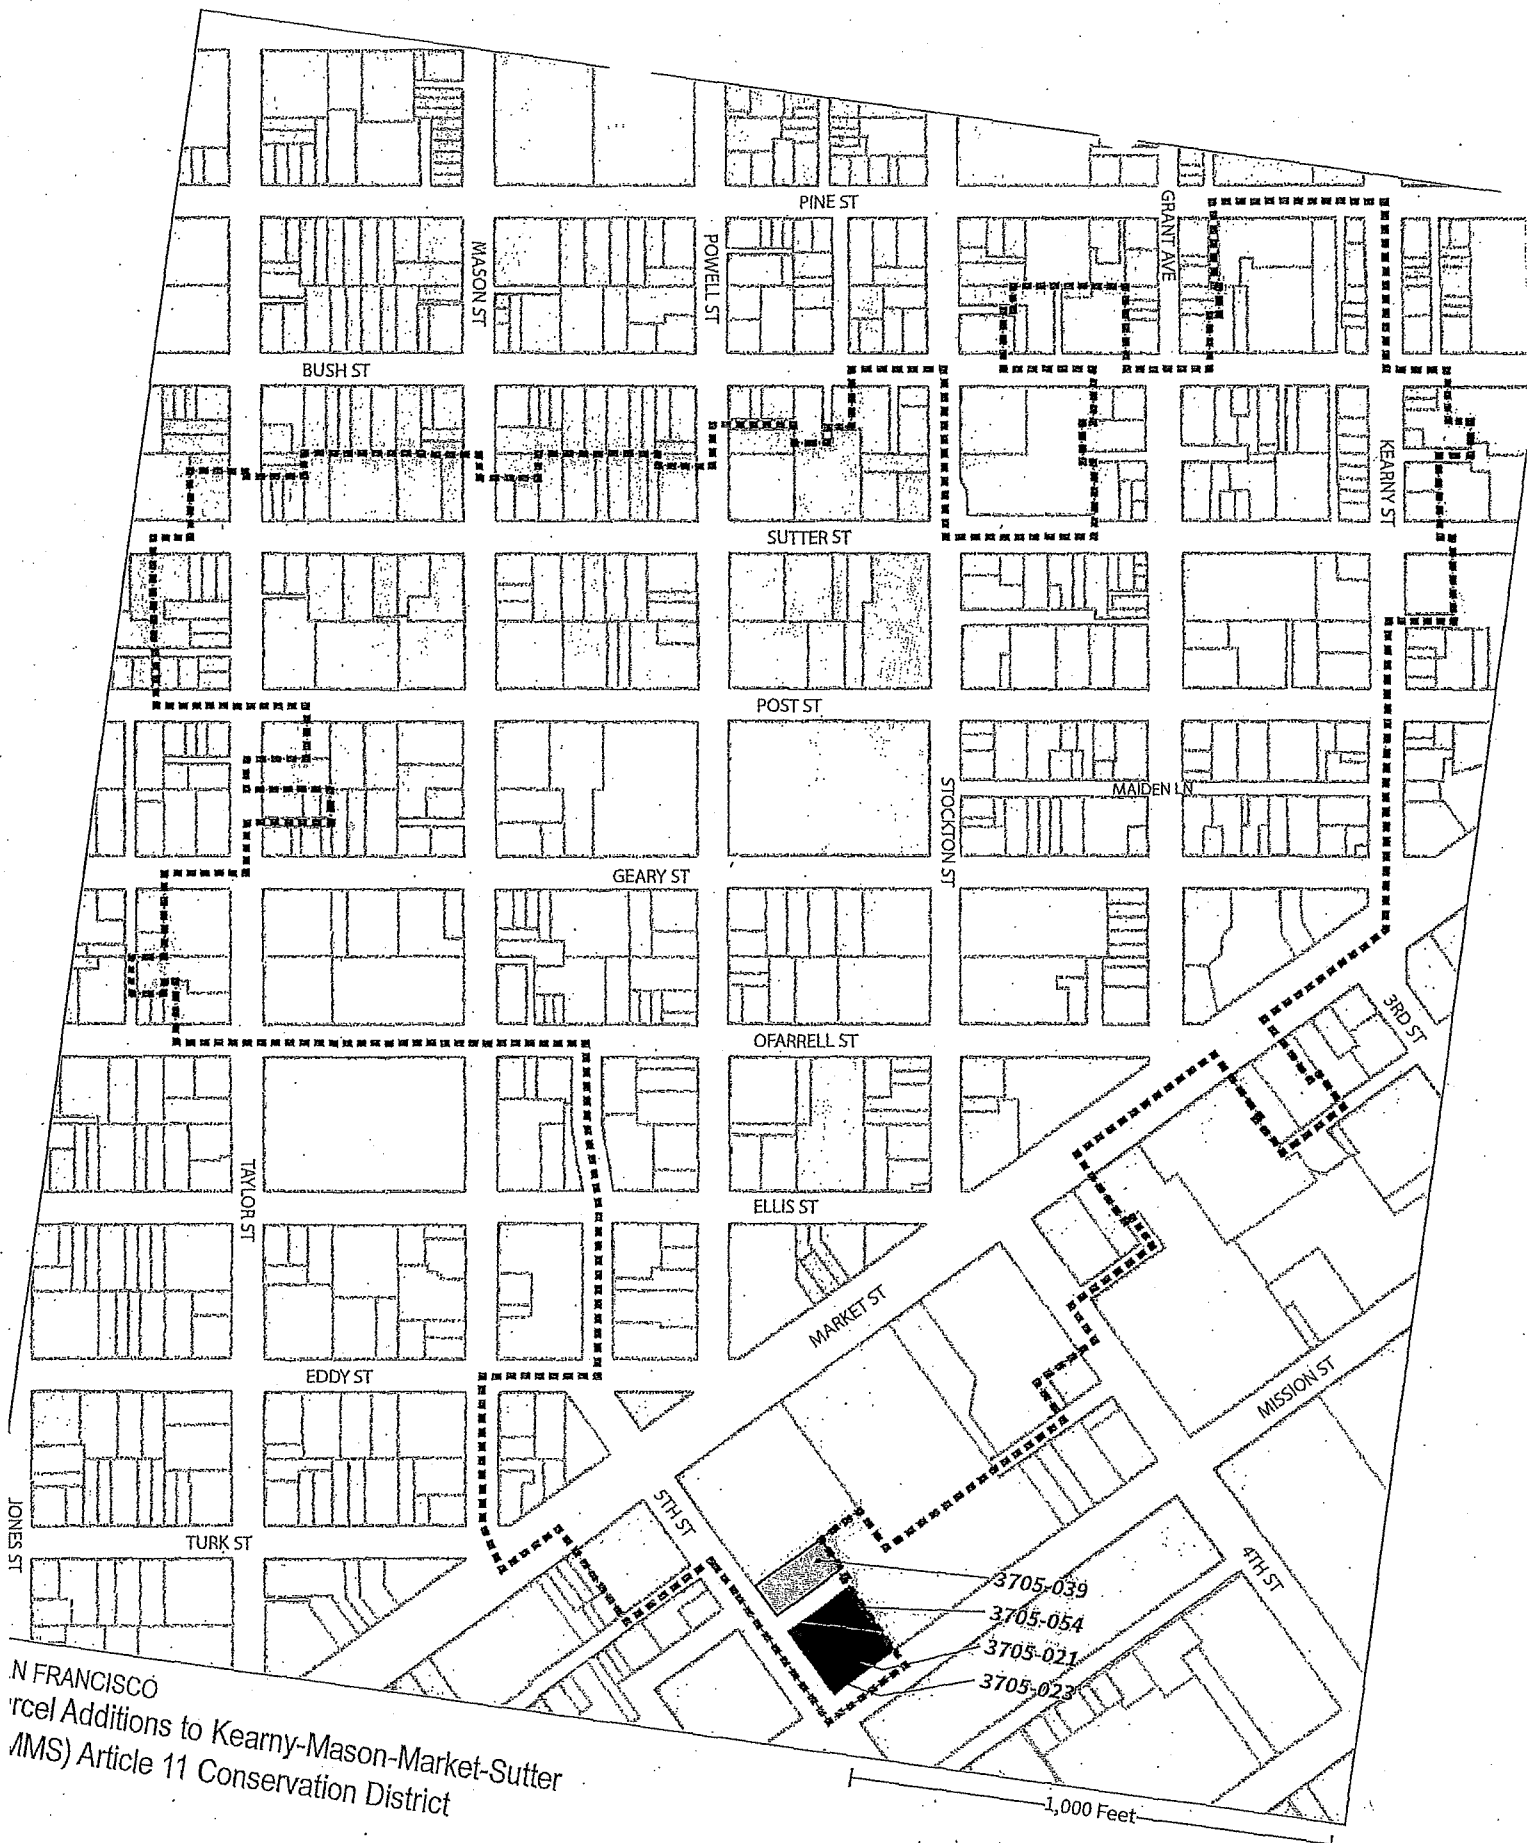 PINE ST
GRANT AVE
MASON ST
POWELL ST
BUSH ST
KEARNY ST
SUTTER ST
POST ST
STOCKTON ST
MAIDEN LN
GEARY ST
3RD ST
OFARRELL ST
TAYLOR ST
ELLIS ST
MARKET ST
EDDY ST
MISSION ST
JONES ST
5TH ST
TURK ST
4TH ST
3705-039
3705-054
3705-021
3705-023
N FRANCISCO
rcel Additions to Kearny-Mason-Market-Sutter
MMS) Article 11 Conservation District
1,000 Feet